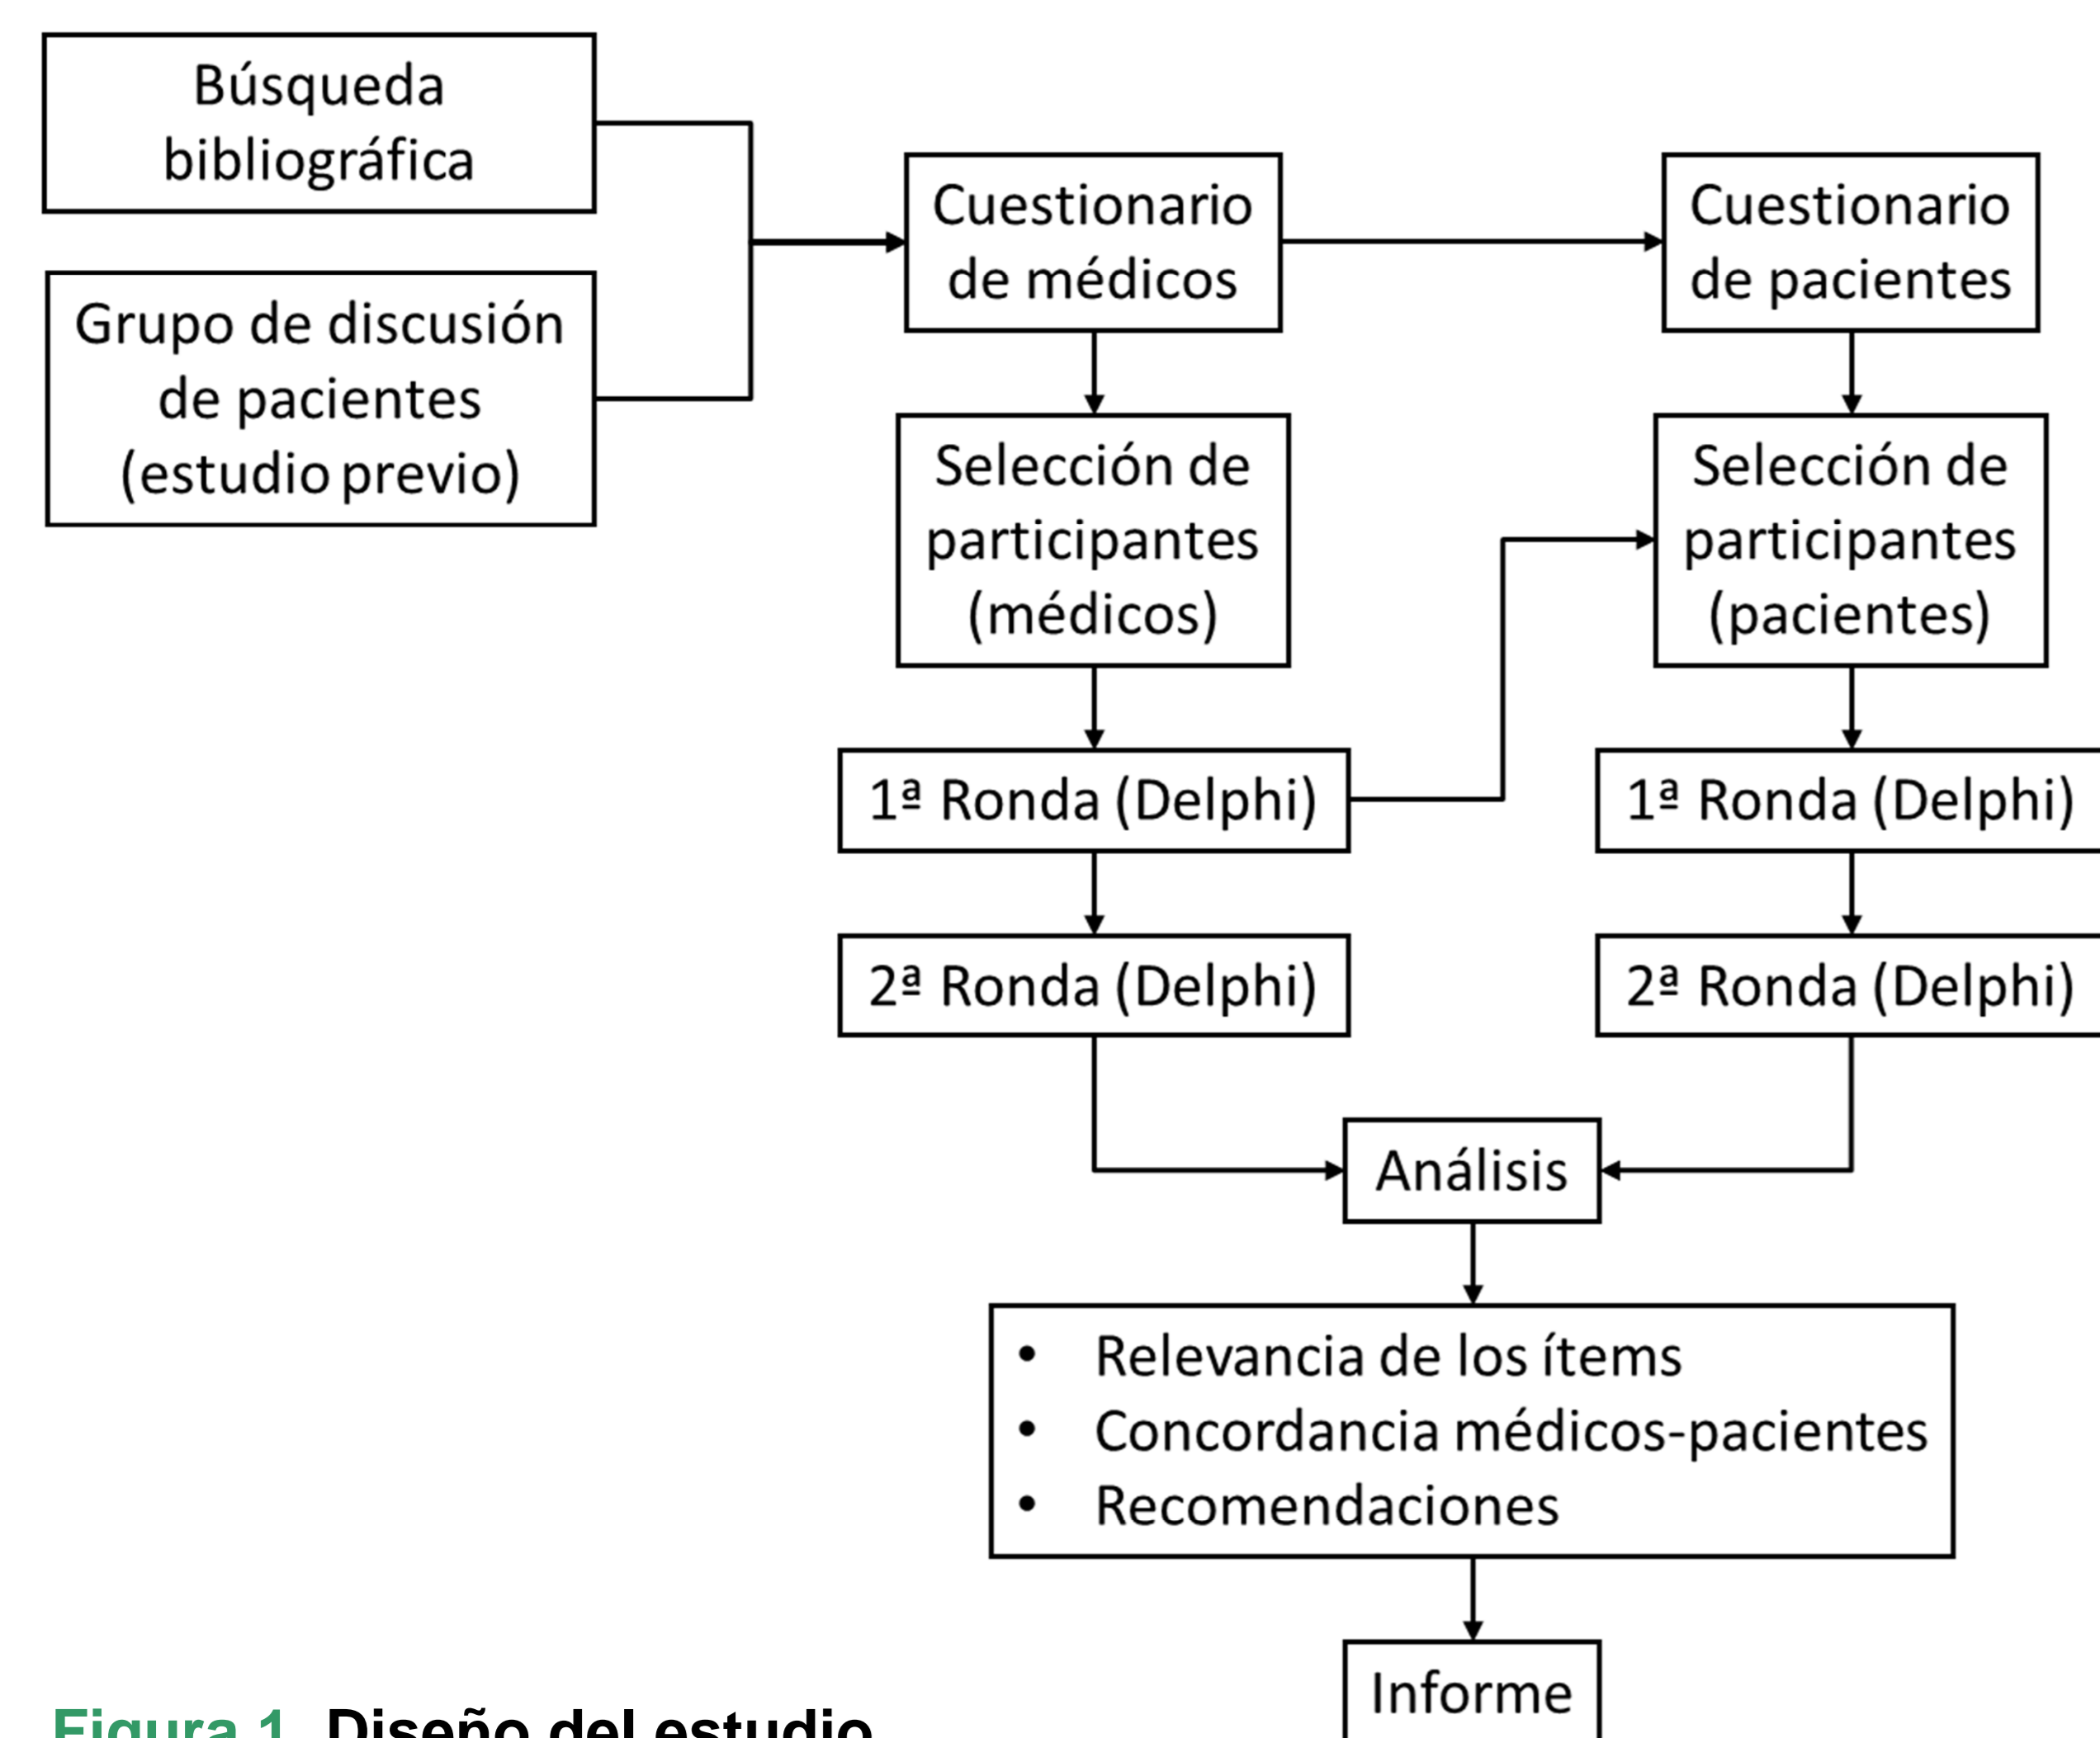 Búsqueda
bibliográfica
Grupo de discusión
de pacientes
(estudio previo)
Cuestionario
de médicos
Cuestionario
de pacientes
Selección de
participantes
(médicos)
Selección de
participantes
(pacientes)
1ª Ronda (Delphi)
1ª Ronda (Delphi)
2ª Ronda (Delphi)
2ª Ronda (Delphi)
Análisis
• Relevancia de los ítems
• Concordancia médicos-pacientes
• Recomendaciones
Informe
Figura 1. Diseño del estudio